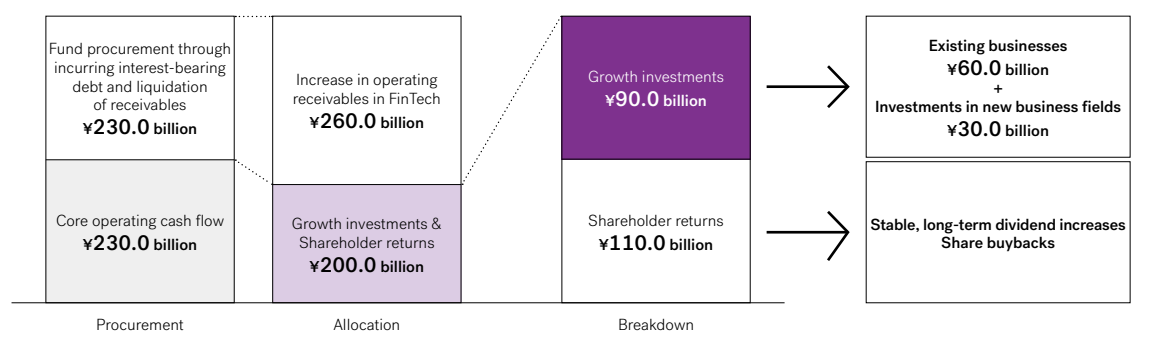 Fund procurement through
incurring interest-bearing
debt and liquidation
of receivables
¥230.0 billion
Core operating cash flow
¥230.0 billion
Procurement
Increase in operating
receivables in FinTech
¥260.0 billion
Growth investments &
Shareholder returns
¥200.0 billion
Allocation
Growth investments
¥90.0 billion
Shareholder returns
¥110.0 billion
Breakdown
Existing businesses
¥60.0 billion
+
Investments in new business fields
¥30.0 billion
Stable, long-term dividend increases
Share buybacks